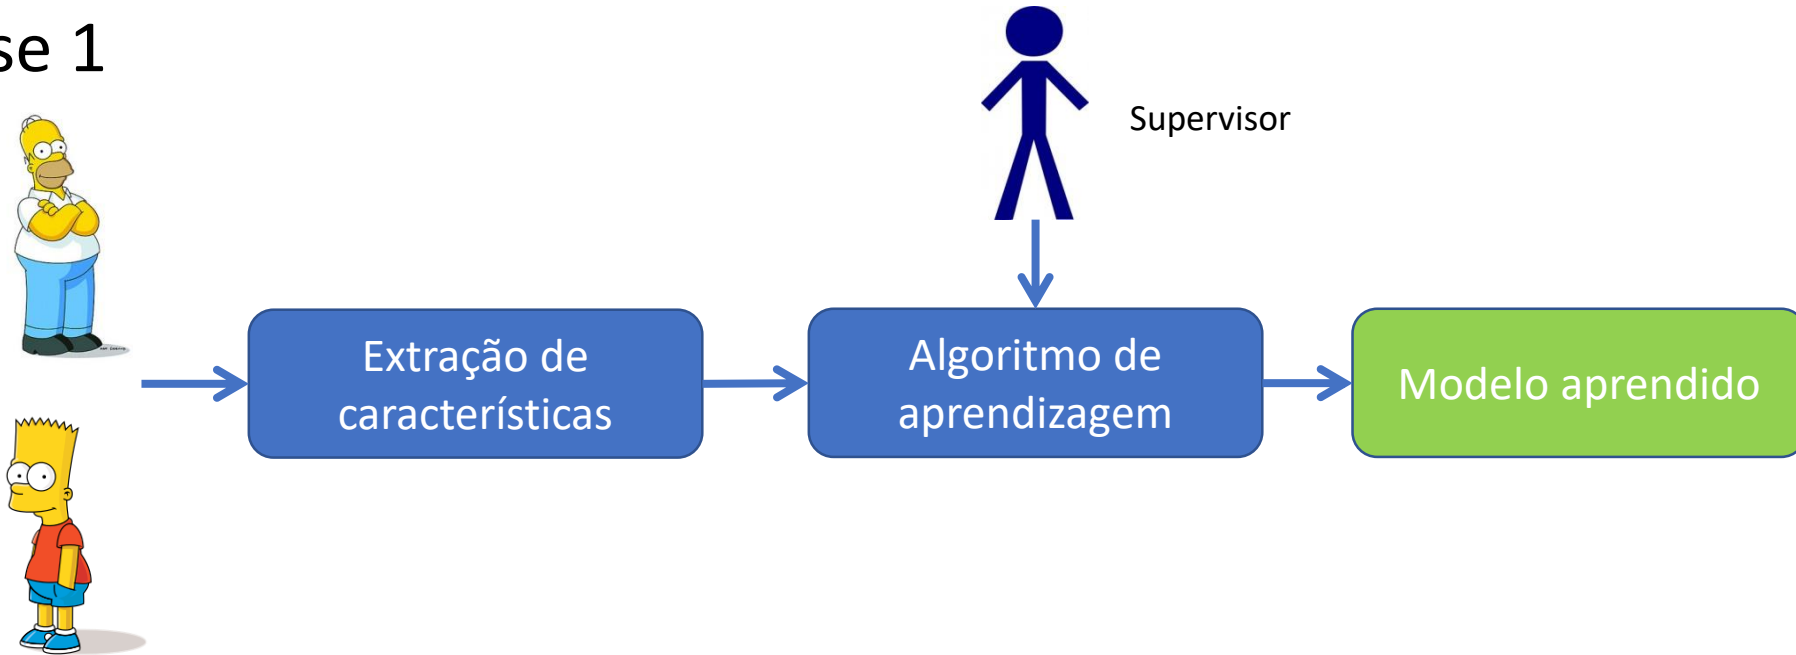 se 1
Supervisor
Extração de
características
Algoritmo de
aprendizagem
Modelo aprendido